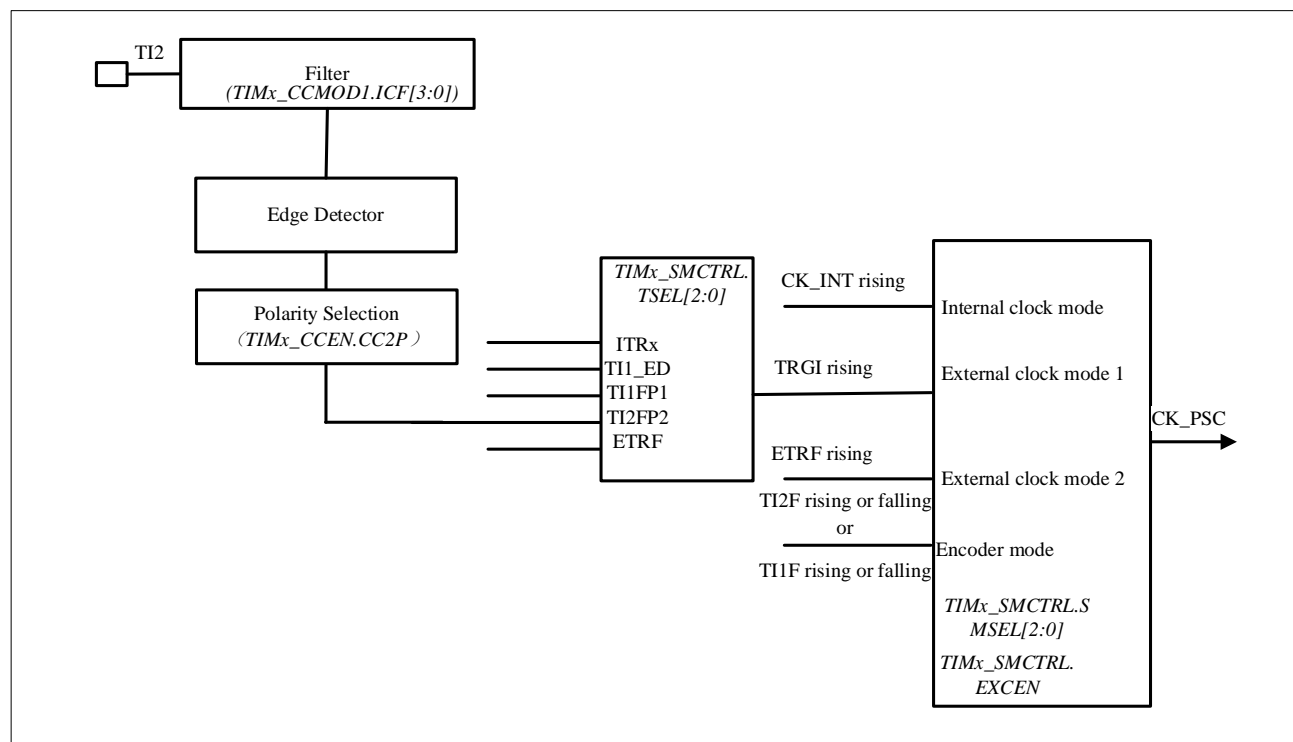 TI2
Filter
(TIMx_CCMOD1.ICF[3:0])
Edge Detector
Polarity Selection
（TIMx_CCEN.CC2P）
TIMx_SMCTRL.
TSEL[2:0]
ITRx
TI1_ED
TI1FP1
TI2FP2
ETRF
CK_INT rising
TRGI rising
ETRF rising
TI2F rising or falling
or
TI1F rising or falling
Internal clock mode
External clock mode 1
External clock mode 2
Encoder mode
TIMx_SMCTRL.S
MSEL[2:0]
TIMx_SMCTRL.
EXCEN
CK_PSC